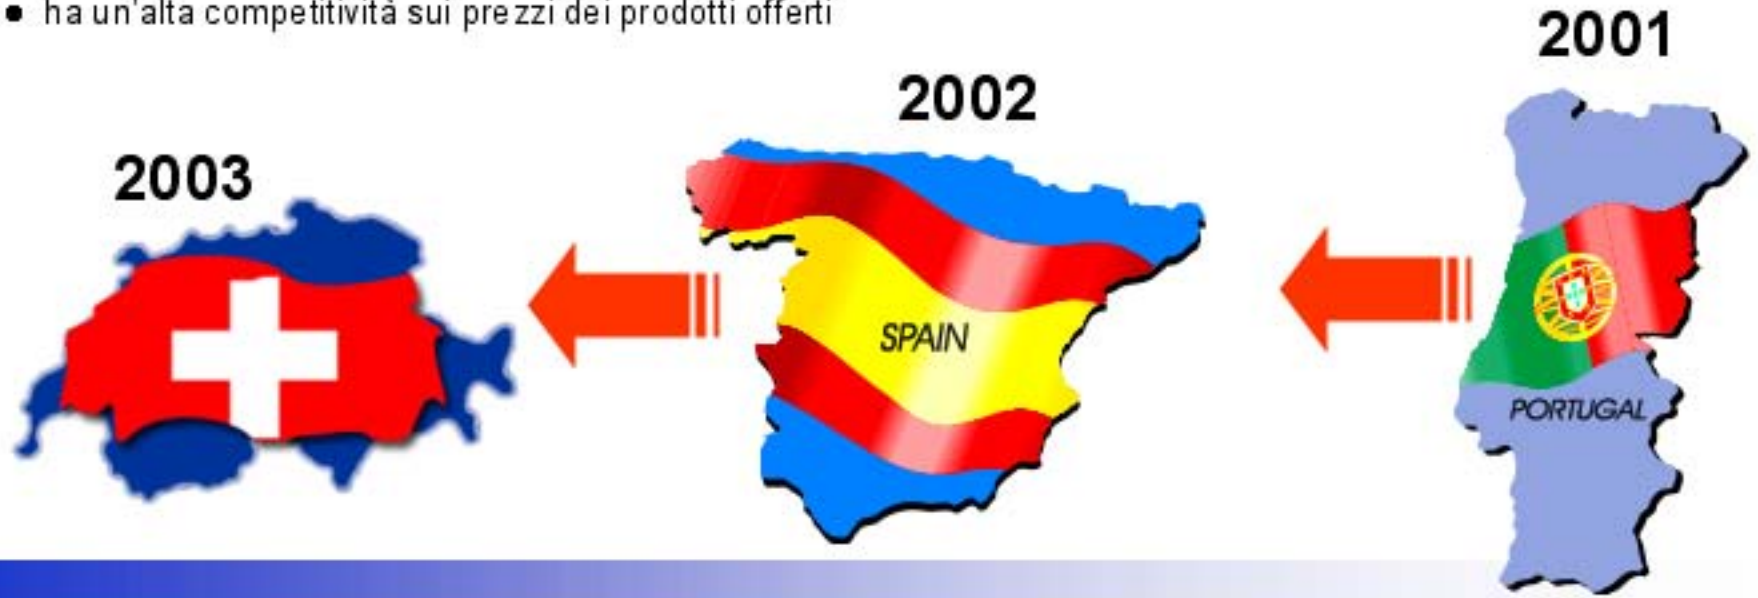 ● ha un'alta competitività sui prezzi dei prodotti offerti
2001
2002
2003
SPAIN
PORTUGAL